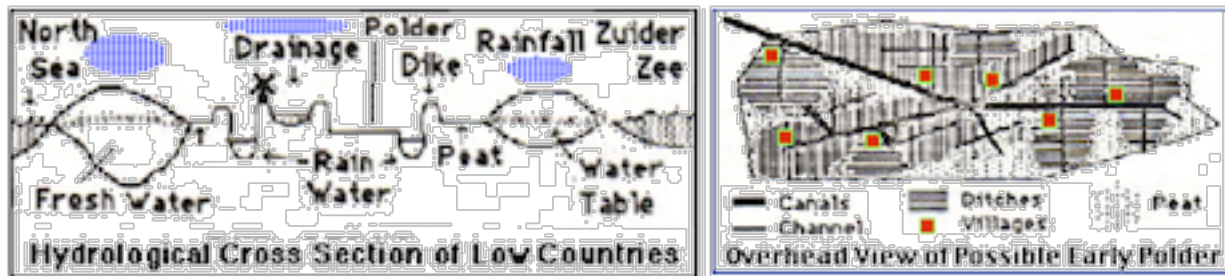 North
Sea
Drainage
Polder
Dike
Rainfall
Zuider
Zee
Fresh Water
Rain
Water
Peat
Water
Table
Hydrological Cross Section of Low Countries
Canals
Channel
Ditches
Villages
Peat
Overhead View of Possible Early Polder